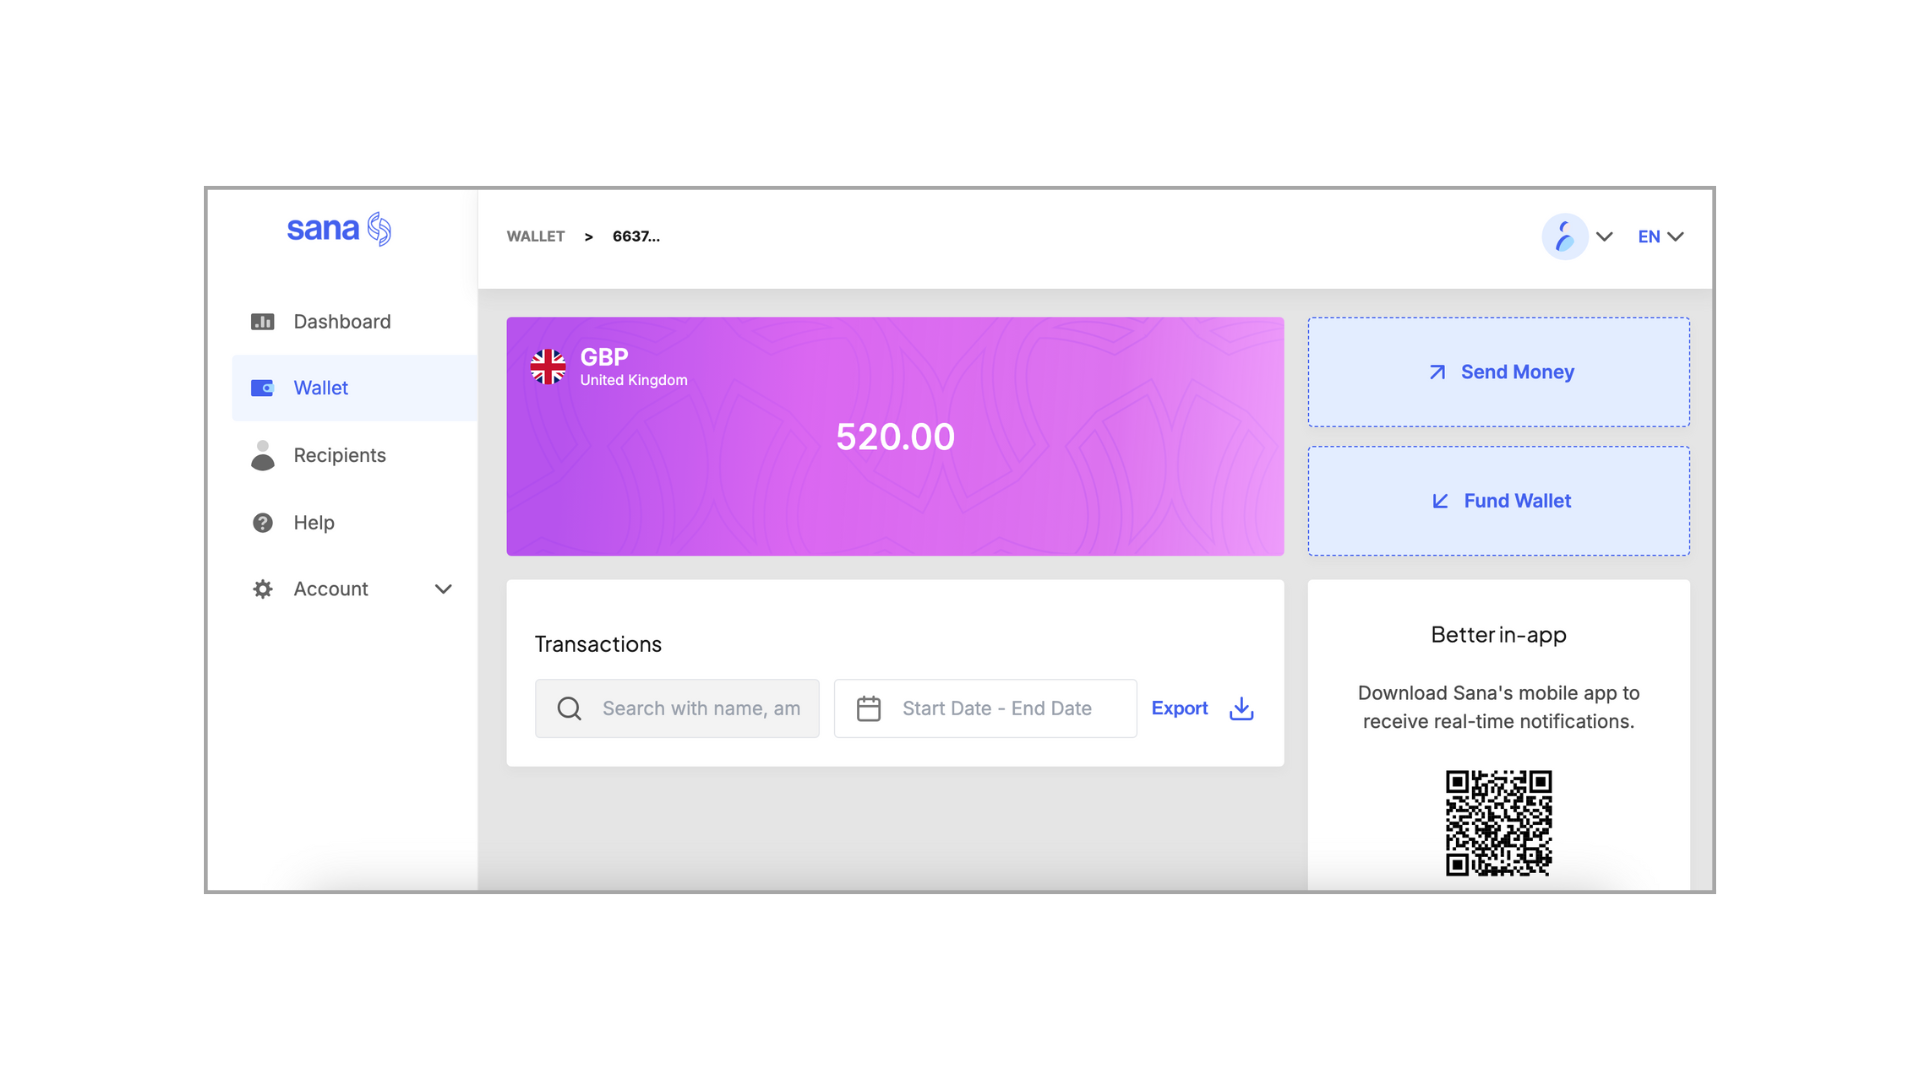 sana
WALLET > 6637...
EN
Dashboard
Wallet
Recipients
Help
Account
GBP
United Kingdom
520.00
Send Money
Fund Wallet
Transactions
Search with name, am
Start Date - End Date
Export
Better in-app
Download Sana's mobile app to
receive real-time notifications.